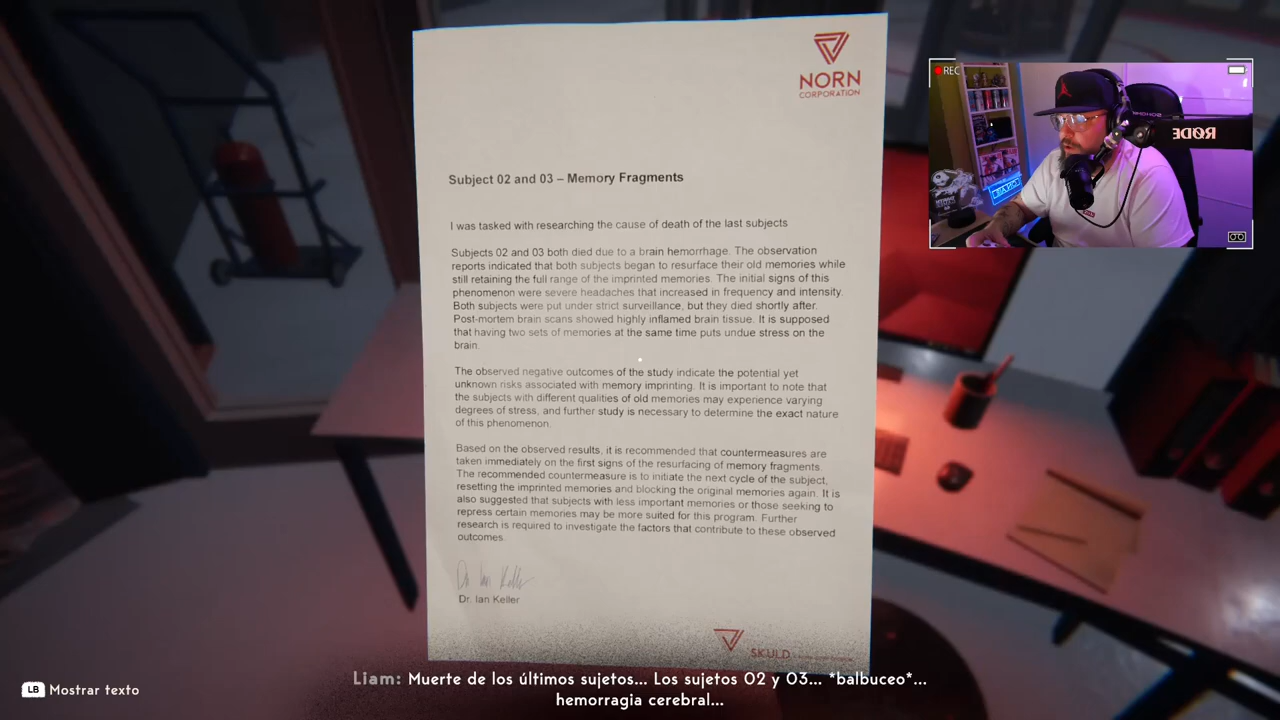 NORN
CORPORATION
REC
RØDE
Subject 02 and 03 – Memory Fragments
I was tasked with researching the cause of death of the last subjects
Subjects 02 and 03 both died due to a brain hemorrhage. The observation
reports indicated that both subjects began to resurface their old memories while
still retaining the full range of the imprinted memories. The initial signs of this
phenomenon were severe headaches that increased in frequency and intensity.
Both subjects were put under strict surveillance, but they died shortly after.
Post-mortem brain scans showed highly inflamed brain tissue. It is supposed
that having two sets of memories at the same time puts undue stress on the
brain.
The observed negative outcomes of the study indicate the potential yet
unknown risks associated with memory imprinting. It is important to note that
the subjects with different qualities of old memories may experience varying
degrees of stress, and further study is necessary to determine the exact nature
of this phenomenon.
Based on the observed results, it is recommended that countermeasures are
taken immediately on the first signs of the resurfacing of memory fragments.
The recommended countermeasure is to initiate the next cycle of the subject,
resetting the imprinted memories and blocking the original memories again. It is
also suggested that subjects with less important memories or those seeking to
repress certain memories may be more suited for this program. Further
research is required to investigate the factors that contribute to these observed
outcomes.
Dr. Ian Keller
Dr. Ian Keller
SKULD
LB Mostrar texto
Liam: Muerte de los últimos sujetos... Los sujetos 02 y 03... *balbuceo*...
hemorragia cerebral...